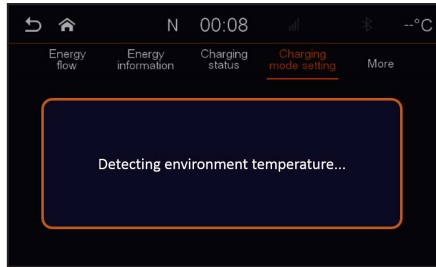 N 00:08 --°C
Energy flow Energy information Charging status Charging mode setting More
Detecting environment temperature...